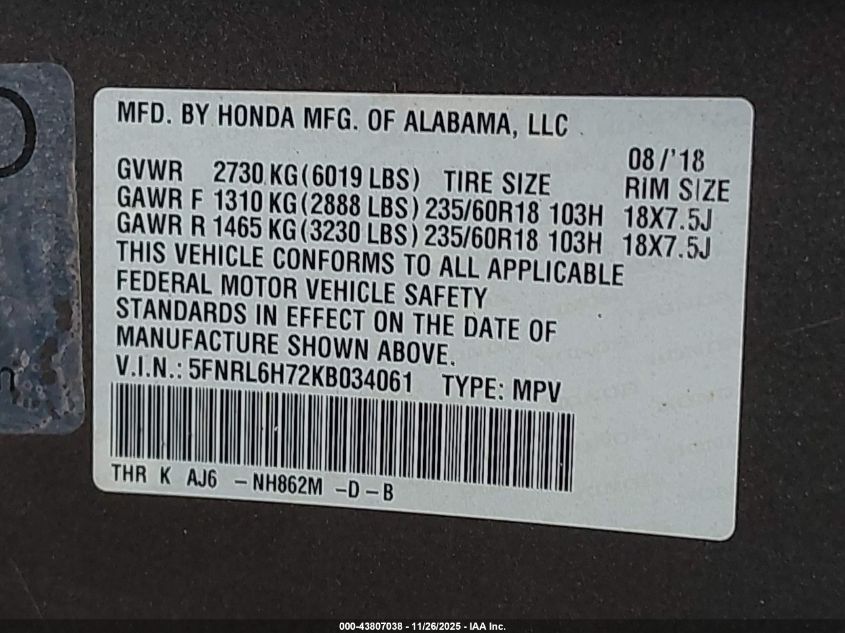 MFD. BY HONDA MFG. OF ALABAMA, LLC
08/'18
GVWR 2730 KG (6019 LBS) TIRE SIZE RIM SIZE
GAWR F 1310 KG (2888 LBS) 235/60R18 103H 18X7.5J
GAWR R 1465 KG (3230 LBS) 235/60R18 103H 18X7.5J
THIS VEHICLE CONFORMS TO ALL APPLICABLE
FEDERAL MOTOR VEHICLE SAFETY
STANDARDS IN EFFECT ON THE DATE OF
MANUFACTURE SHOWN ABOVE.
V.I.N.: 5FNRL6H72KB034061 TYPE: MPV
THR K AJ6 -NH862M -D-B
000-43807038 - 11/26/2025 - IAA Inc.